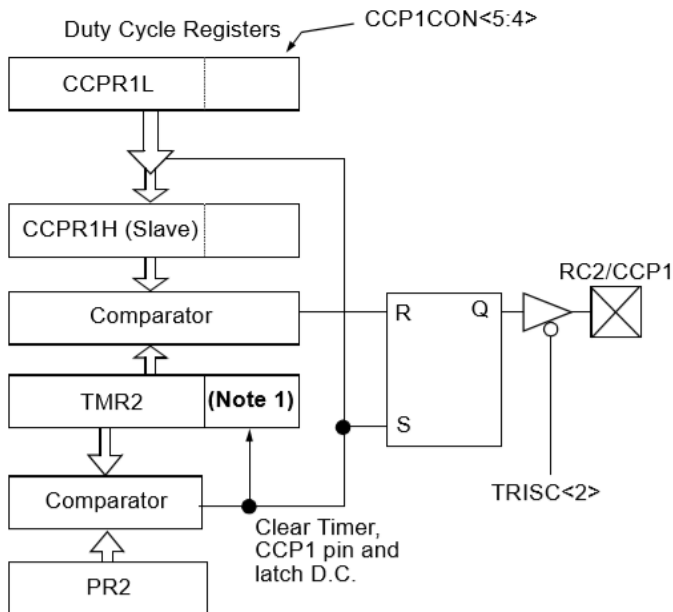 Duty Cycle Registers
CCP1CON<5:4>
CCPR1L
CCPR1H (Slave)
RC2/CCP1
Comparator
R
Q
TMR2
(Note 1)
S
TRISC<2>
Comparator
Clear Timer,
CCP1 pin and
latch D.C.
PR2